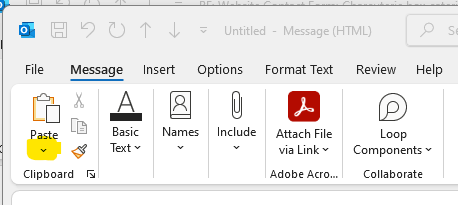 Untitled - Message (HTML)
File Message Insert Options Format Text Review Help
Paste
Basic Text
Names
Include
Attach File via Link
Loop Components
Clipboard
Adobe Acro...
Collaborate